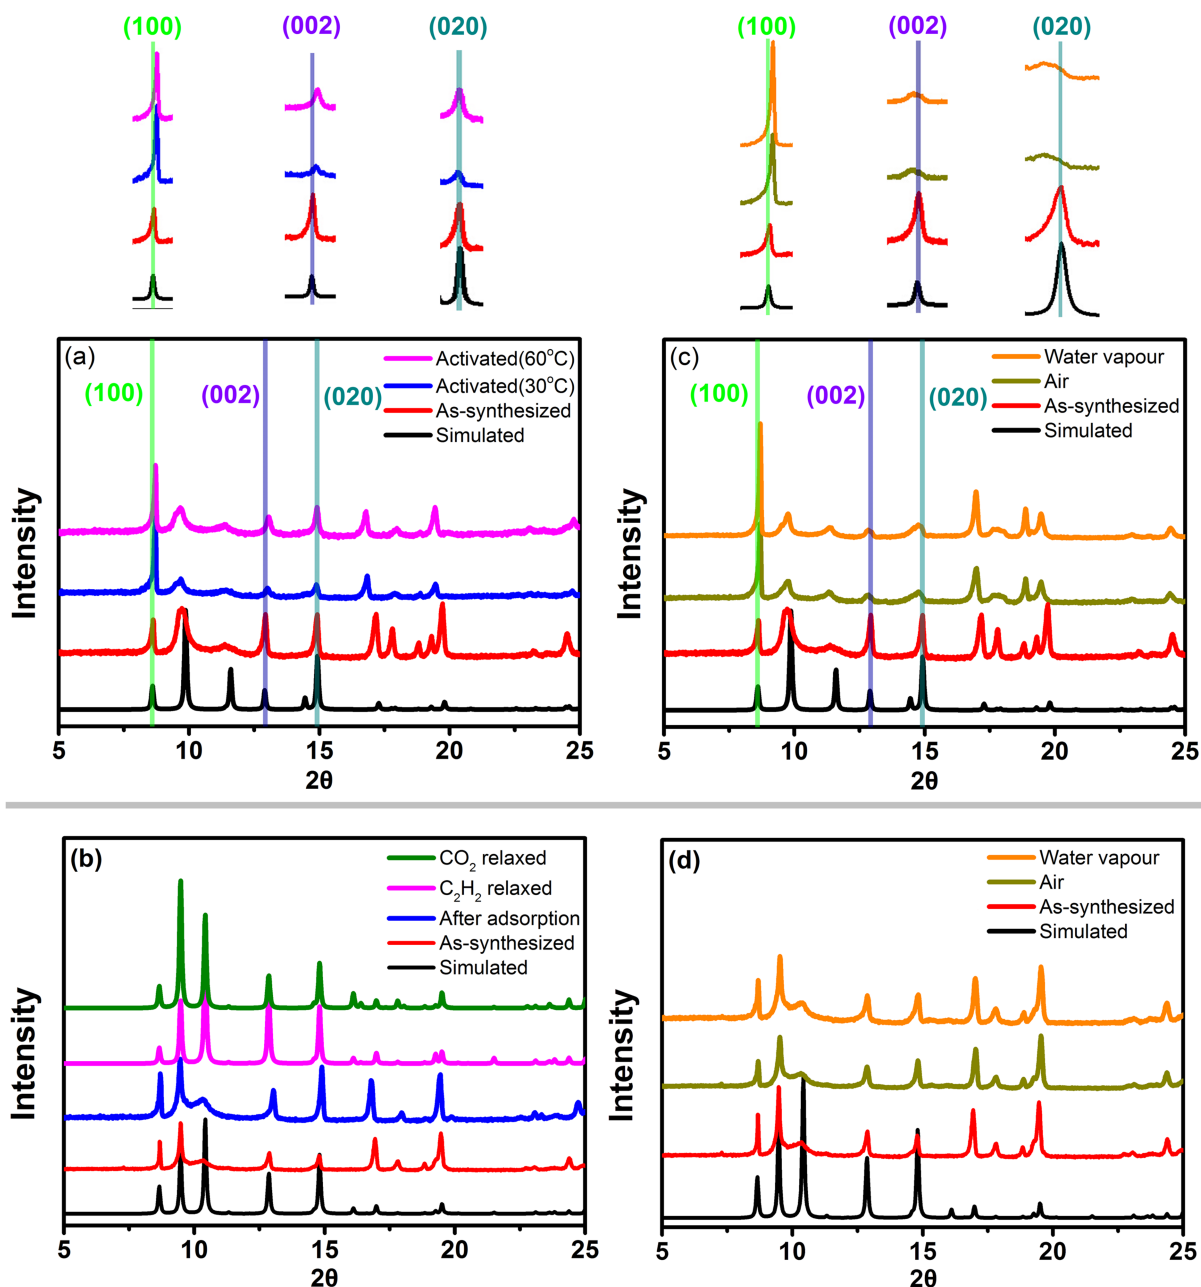 (100) (002) (020)
(100) (002) (020)
(a)
Activated(60°C)
Activated(30°C)
As-synthesized
Simulated
(100) (002) (020)
Intensity
5 10 15 20 25
2θ
(c)
Water vapour
Air
As-synthesized
Simulated
(100) (002) (020)
Intensity
5 10 15 20 25
2θ
(b)
CO₂ relaxed
C₂H₂ relaxed
After adsorption
As-synthesized
Simulated
Intensity
5 10 15 20 25
2θ
(d)
Water vapour
Air
As-synthesized
Simulated
Intensity
5 10 15 20 25
2θ